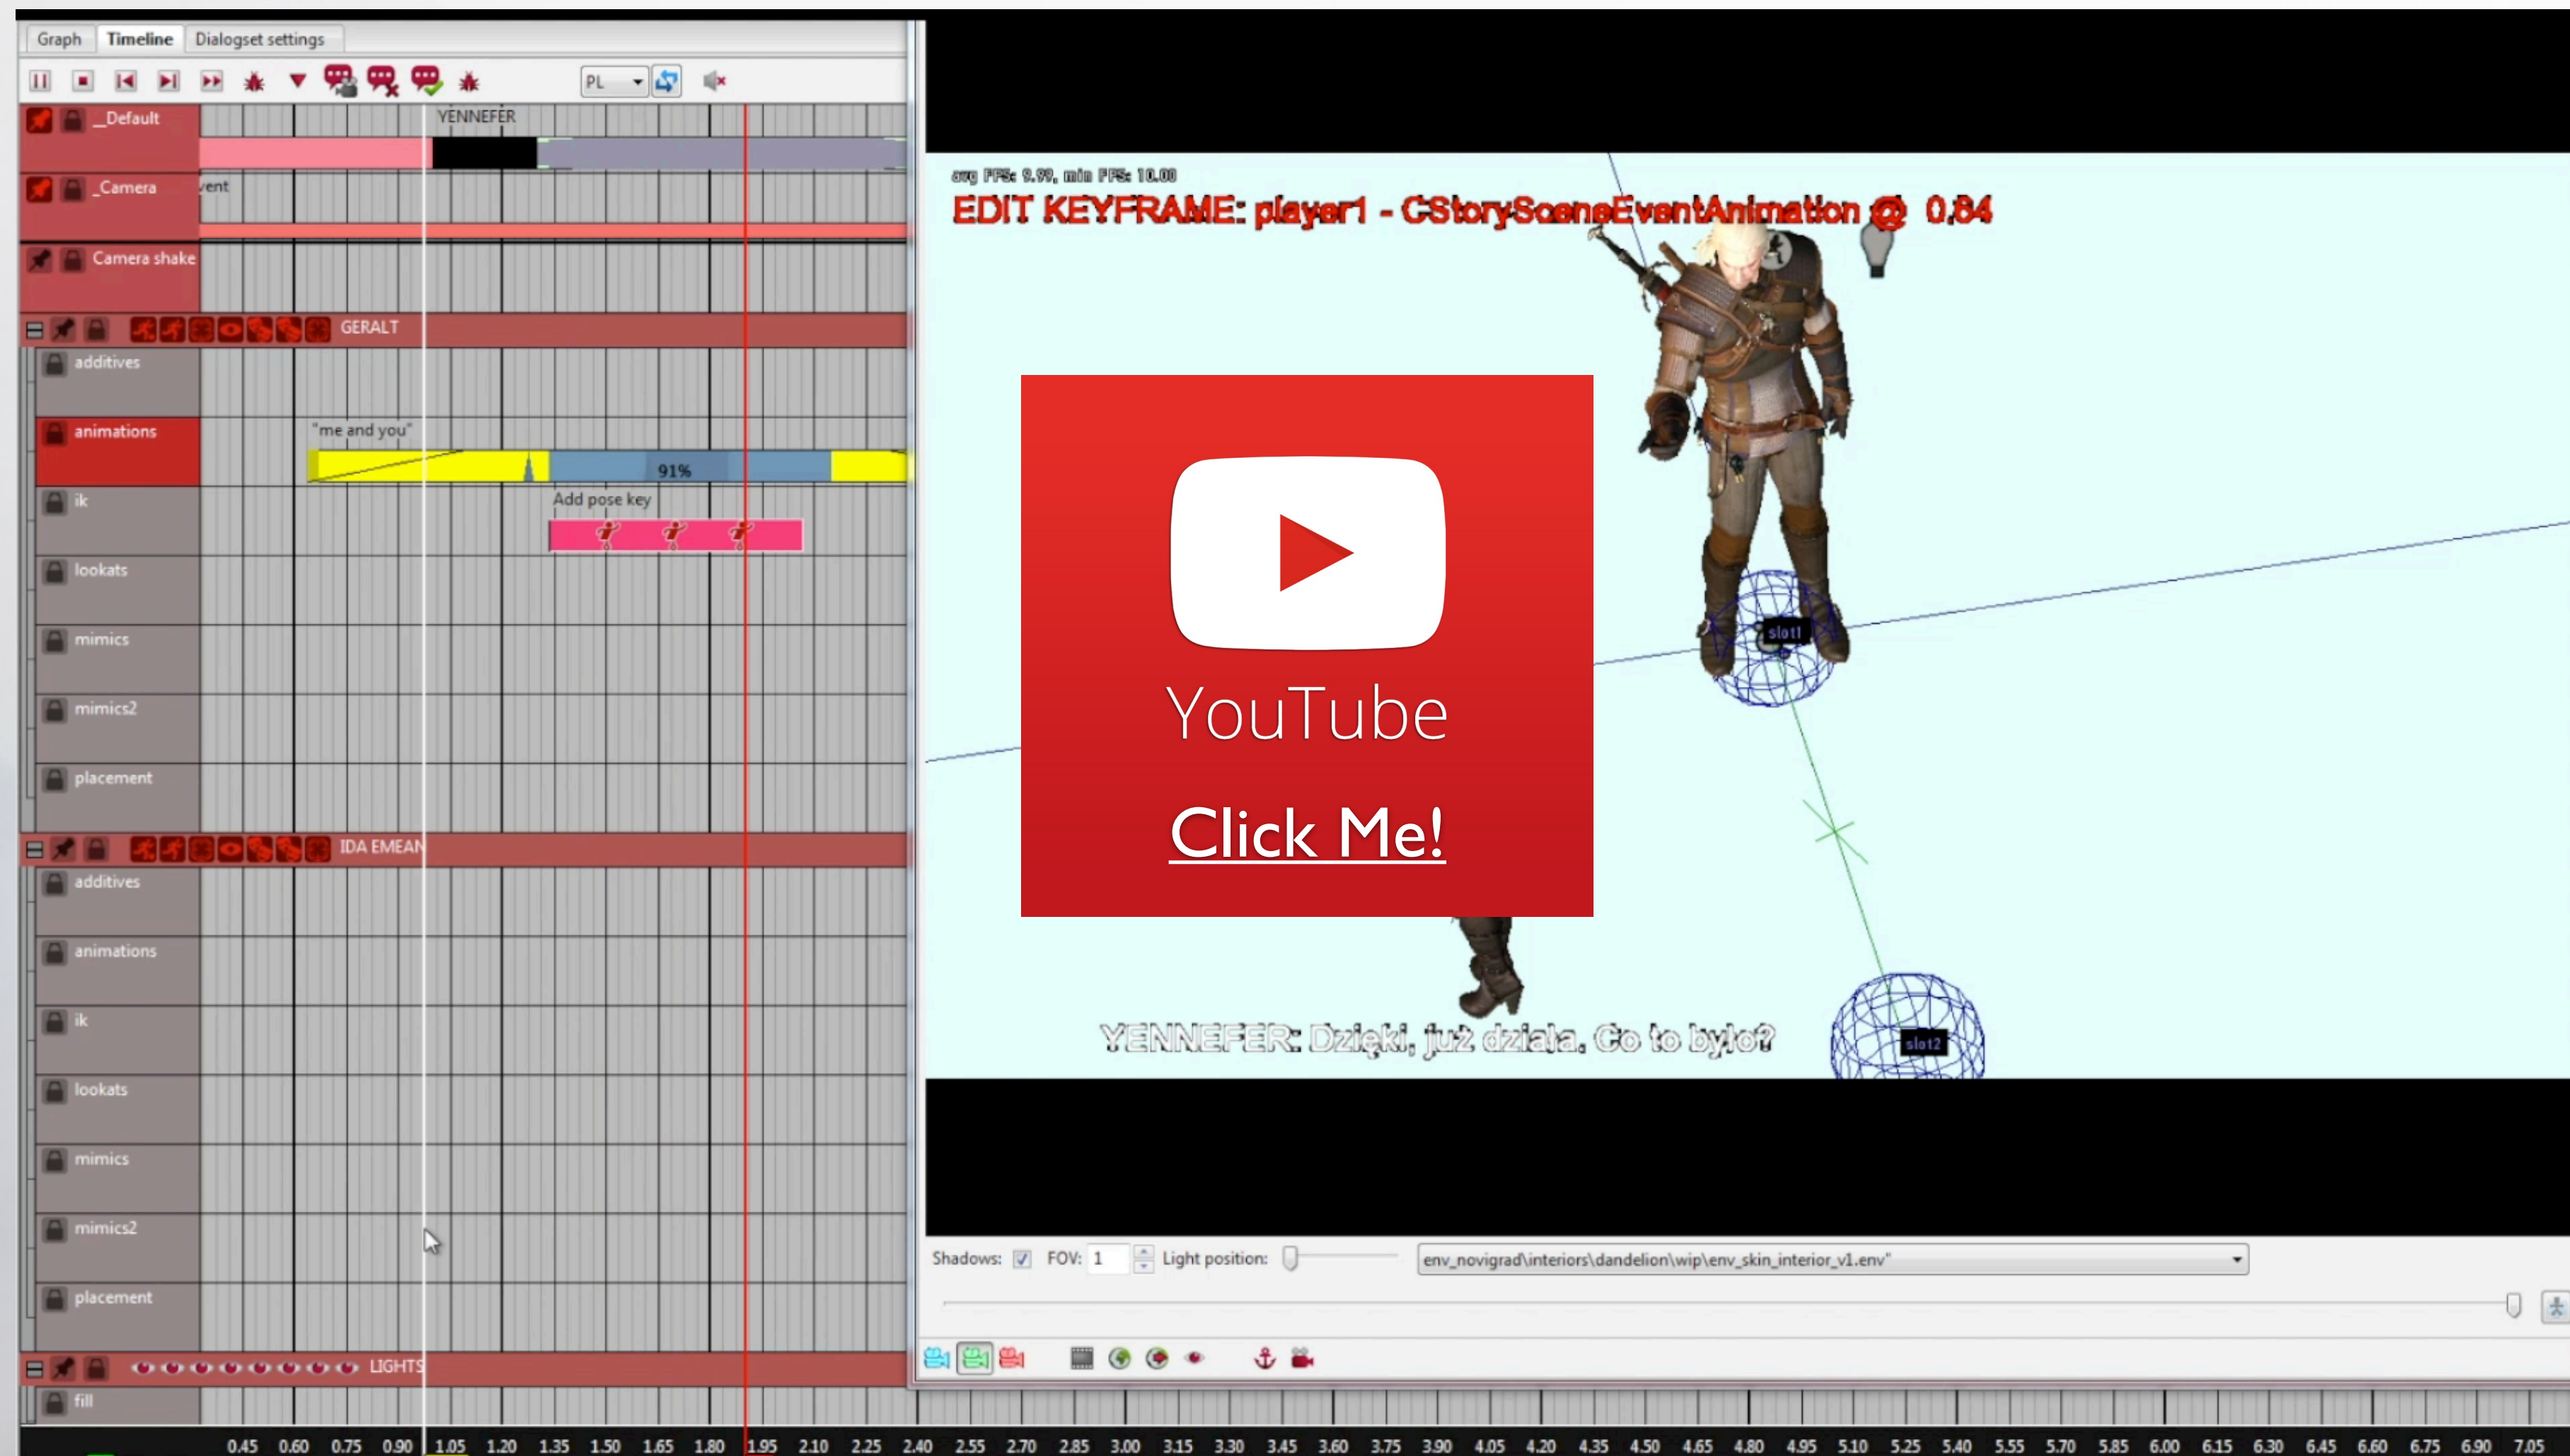 Graph Timeline Dialogset settings
PL
__Default
YENNEFER
_Camera
vent
Camera shake
GERALT
additives
animations
"me and you"
91%
ik
Add pose key
lookats
mimics
mimics2
placement
IDA EMEAN
additives
animations
ik
lookats
mimics
mimics2
placement
LIGHTS
fill
avg FPS: 9.99, min FPS: 10.00
EDIT KEYFRAME: player1 - CStorySceneEventAnimation @ 0.84
slot1
YouTube
Click Me!
YENNEFER: Dzięki, już działa. Co to było?
slot2
Shadows: FOV: 1 Light position: env_novigrad\interiors\dandelion\wip\env_skin_interior_v1.env"
0.45 0.60 0.75 0.90 1.05 1.20 1.35 1.50 1.65 1.80 1.95 2.10 2.25 2.40 2.55 2.70 2.85 3.00 3.15 3.30 3.45 3.60 3.75 3.90 4.05 4.20 4.35 4.50 4.65 4.80 4.95 5.10 5.25 5.40 5.55 5.70 5.85 6.00 6.15 6.30 6.45 6.60 6.75 6.90 7.05